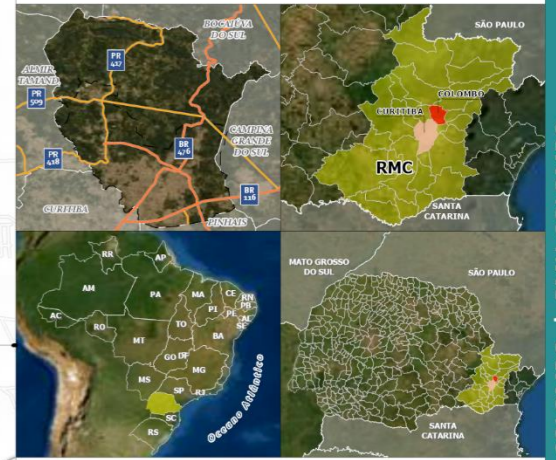 BOCAIÚVA
DO SUL
PR
417
ALMIR.
TAMAND.
PR
509
CAMPINA
GRANDE
DO SUL
BR
476
PR
418
BR
116
CURITIBA
PINHAIS
SÃO PAULO
COLOMBO
CURITIBA
RMC
SANTA
CATARINA
RR
AP
AM
PA
MA
CE
RN
PB
PE
AL
SE
PI
AC
RO
TO
BA
MT
GO
DF
MG
MS
SP
RJ
SC
RS
Oceano Atlântico
MATO GROSSO
DO SUL
SÃO PAULO
SANTA
CATARINA